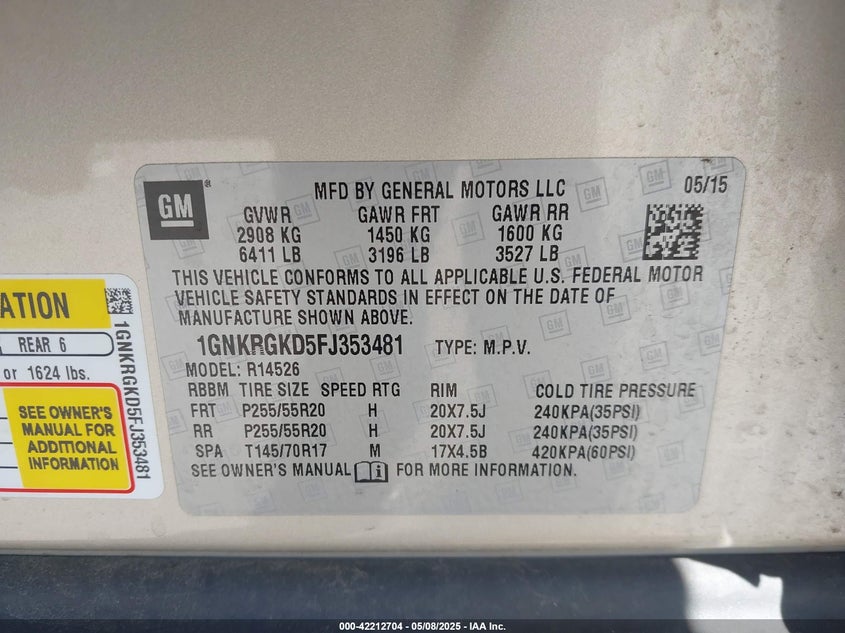 GM
MFD BY GENERAL MOTORS LLC 05/15
GVWR GAWR FRT GAWR RR
2908 KG 1450 KG 1600 KG
6411 LB 3196 LB 3527 LB
THIS VEHICLE CONFORMS TO ALL APPLICABLE U.S. FEDERAL MOTOR
VEHICLE SAFETY STANDARDS IN EFFECT ON THE DATE OF
MANUFACTURE SHOWN ABOVE.
1GNKRGKD5FJ353481 TYPE: M.P.V.
MODEL: R14526
RBBM TIRE SIZE SPEED RTG RIM COLD TIRE PRESSURE
FRT P255/55R20 H 20X7.5J 240KPA(35PSI)
RR P255/55R20 H 20X7.5J 240KPA(35PSI)
SPA T145/70R17 M 17X4.5B 420KPA(60PSI)
SEE OWNER'S MANUAL FOR MORE INFORMATION.
ATION
REAR 6
or 1624 lbs.
SEE OWNER'S
MANUAL FOR
ADDITIONAL
INFORMATION
1GNKRGKD5FJ353481
000-42212704 - 05/08/2025 - IAA Inc.